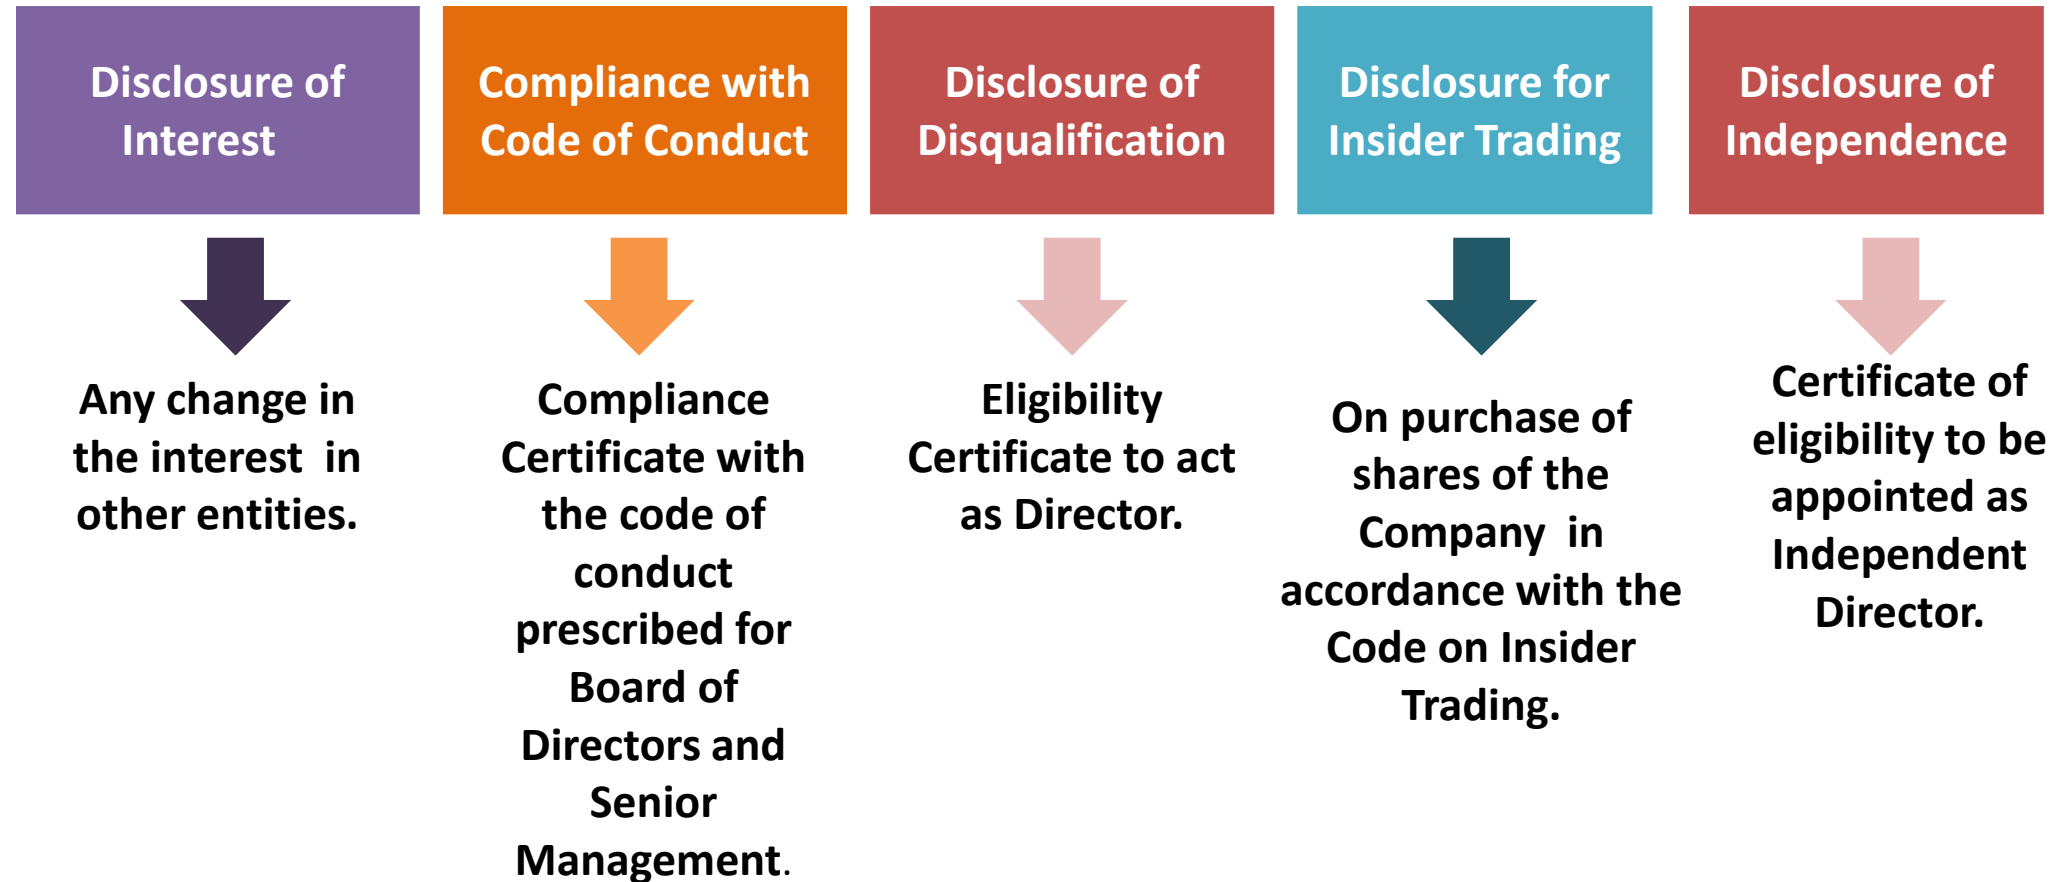 Disclosure of
Interest
Compliance with
Code of Conduct
Disclosure of
Disqualification
Disclosure for
Insider Trading
Disclosure of
Independence
Any change in
the interest in
other entities.
Compliance
Certificate with
the code of
conduct
prescribed for
Board of
Directors and
Senior
Management.
Eligibility
Certificate to act
as Director.
On purchase of
shares of the
Company in
accordance with the
Code on Insider
Trading.
Certificate of
eligibility to be
appointed as
Independent
Director.